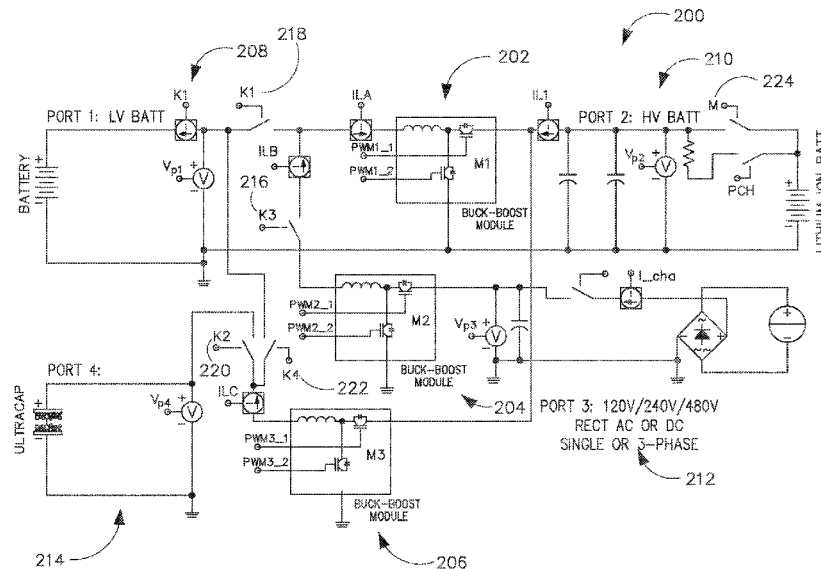 200
218
208
202
210
224
K1
K1
ILA
IL1
M
PORT 1: LV BATT
PORT 2: HV BATT
PWM1_1
PWM1_2
M1
Vp1
Vp2
ILB
PCH
BATTERY
LITHIUM ION BATT
216
K3
BUCK-BOOST
MODULE
I_cha
PWM2_1
PWM2_2
M2
Vp3
K2
PORT 4:
220
K4
222
BUCK-BOOST
MODULE
204
ILC
ULTRACAP
Vp4
PORT 3: 120V/240V/480V
RECT AC OR DC
SINGLE OR 3-PHASE
PWM3_1
PWM3_2
M3
212
BUCK-BOOST
MODULE
214
206